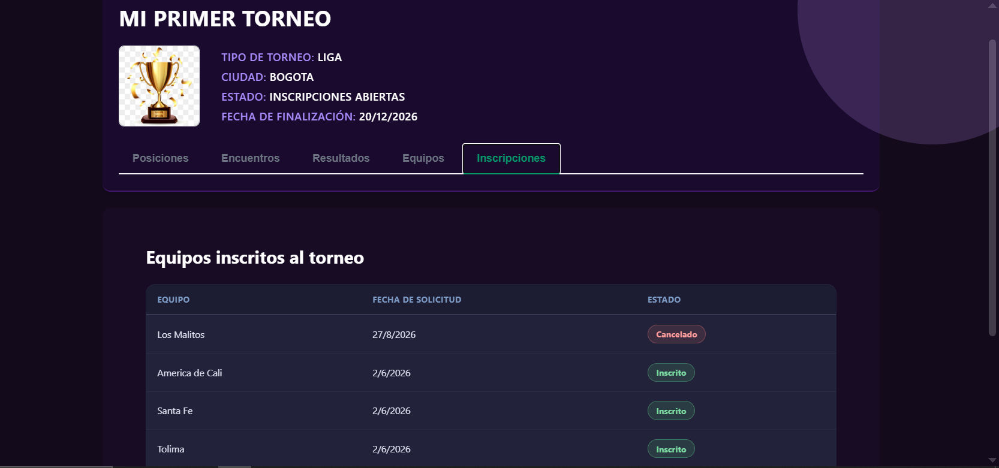 MI PRIMER TORNEO
TIPO DE TORNEO: LIGA
CIUDAD: BOGOTA
ESTADO: INSCRIPCIONES ABIERTAS
FECHA DE FINALIZACIÓN: 20/12/2026
Posiciones Encuentros Resultados Equipos Inscripciones
Equipos inscritos al torneo
EQUIPO FECHA DE SOLICITUD ESTADO
Los Malitos 27/8/2026 Cancelado
America de Cali 2/6/2026 Inscrito
Santa Fe 2/6/2026 Inscrito
Tolima 2/6/2026 Inscrito